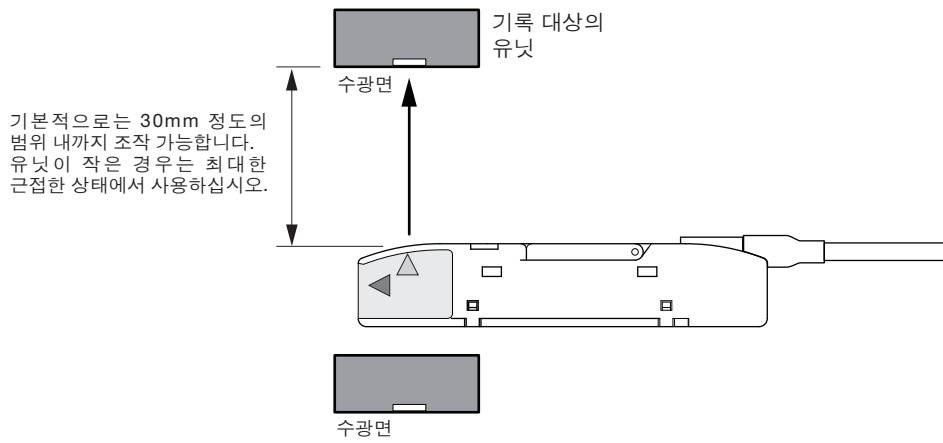 기록 대상의
유닛
수광면
기본적으로는 30mm 정도의
범위 내까지 조작 가능합니다.
유닛이 작은 경우는 최대한
근접한 상태에서 사용하십시오.
수광면